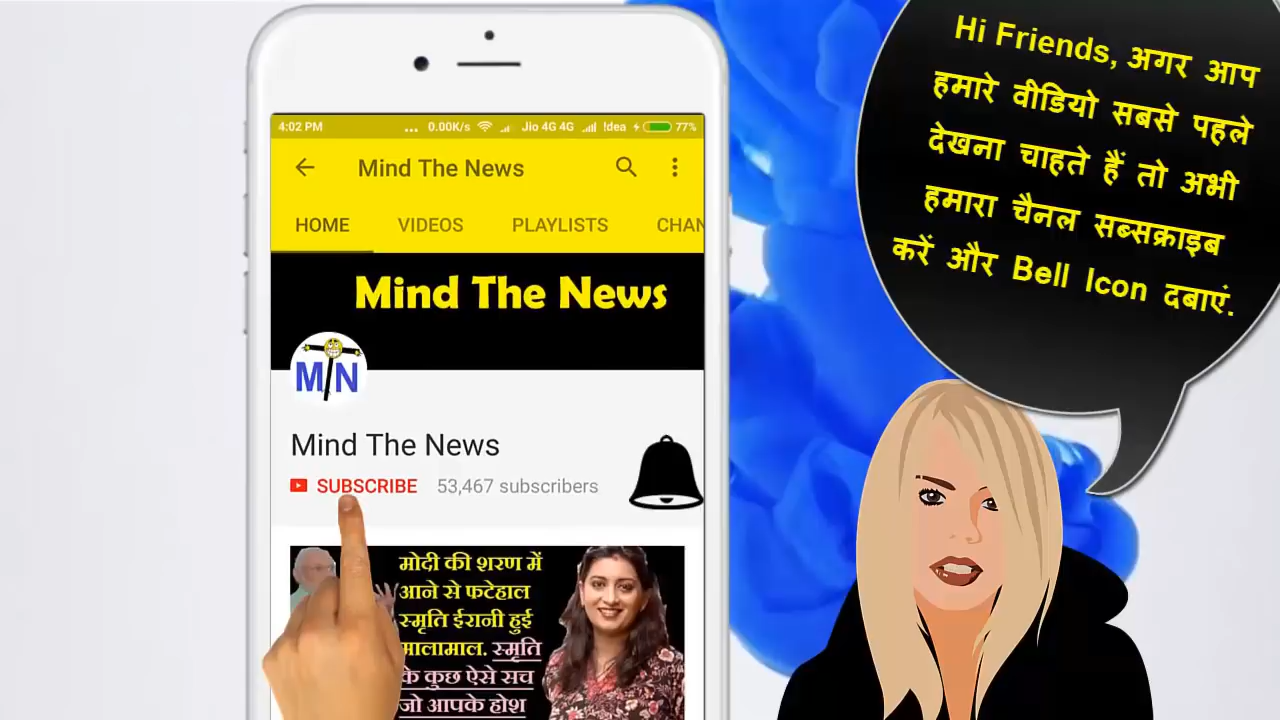 Hi Friends, अगर आप
हमारे वीडियो सबसे पहले
देखना चाहते हैं तो अभी
हमारा चैनल सब्सक्राइब
करें और Bell Icon दबाएं.
4:02 PM ... 0.00K/s Jio 4G 4G !dea 77%
Mind The News
HOME VIDEOS PLAYLISTS CHAN
Mind The News
M N
Mind The News
SUBSCRIBE 53,467 subscribers
मोदी की शरण में
आने से फटेहाल
स्मृति ईरानी हुई
मालामाल. स्मृति
के कुछ ऐसे सच
जो आपके होश